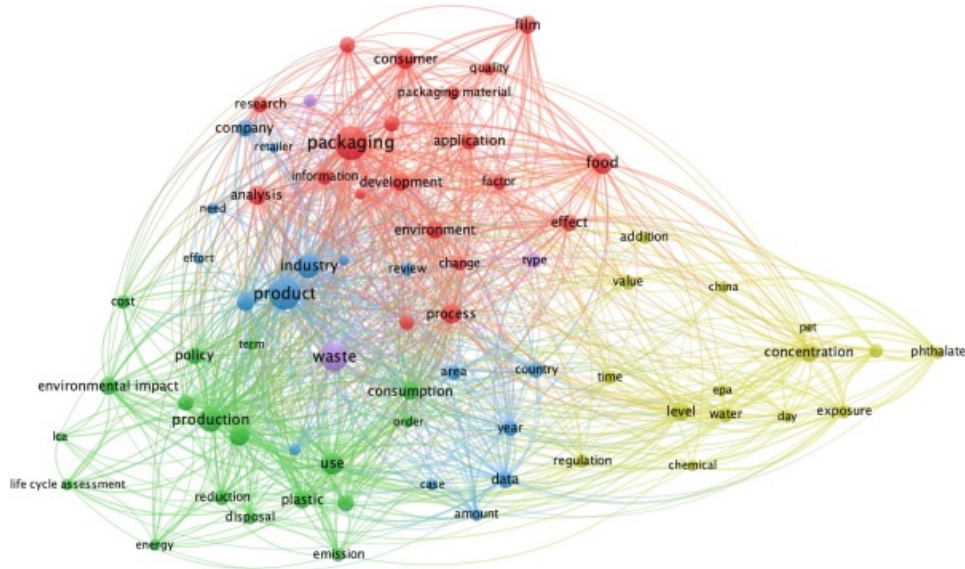 film
consumer
quality
packaging material
research
company
retailer
packaging
application
information
development
factor
food
analysis
need
environment
effect
addition
effort
industry
review
change
type
value
china
product
cost
process
pet
term
policy
waste
concentration
phthalate
environmental impact
area
country
time
consumption
epa
production
order
level
water
day
exposure
lca
year
use
regulation
chemical
life cycle assessment
case
data
reduction
plastic
disposal
amount
energy
emission